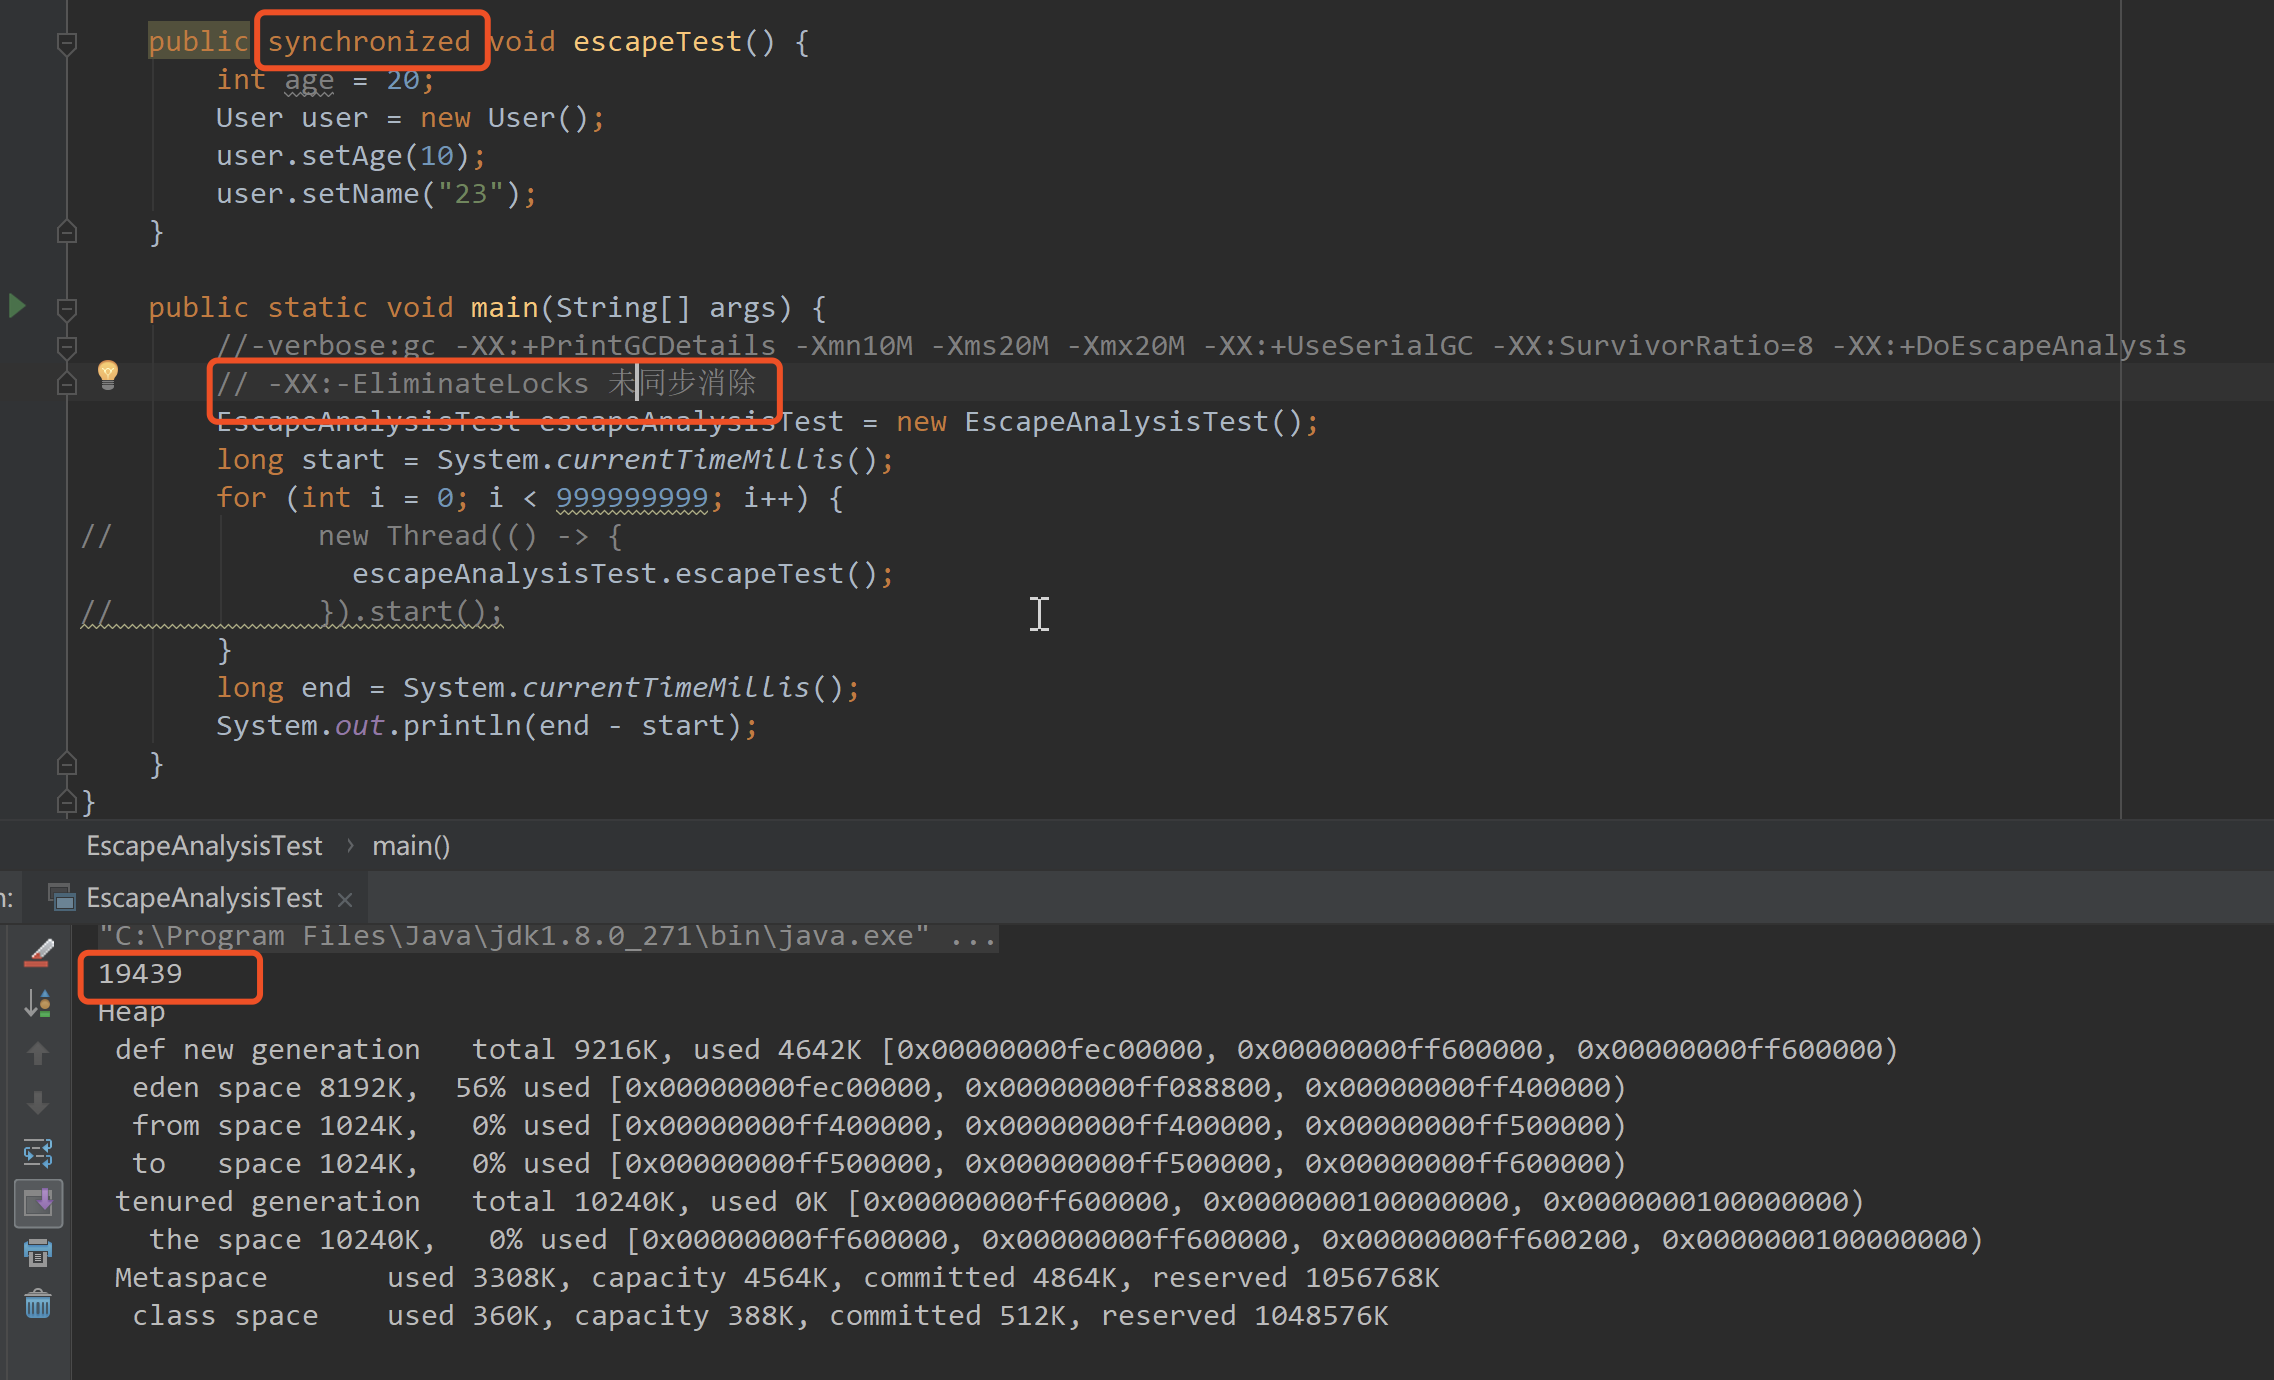 public synchronized void escapeTest() {
int age = 20;
User user = new User();
user.setAge(10);
user.setName("23");
}
public static void main(String[] args) {
//-verbose:gc -XX:+PrintGCDetails -Xmn10M -Xms20M -Xmx20M -XX:+UseSerialGC -XX:SurvivorRatio=8 -XX:+DoEscapeAnalysis
// -XX:-EliminateLocks 未同步消除
EscapeAnalysisTest escapeAnalysisTest = new EscapeAnalysisTest();
long start = System.currentTimeMillis();
for (int i = 0; i < 999999999; i++) {
// new Thread(() -> {
escapeAnalysisTest.escapeTest();
// }).start();
}
long end = System.currentTimeMillis();
System.out.println(end - start);
}
}
EscapeAnalysisTest › main()
n: EscapeAnalysisTest ×
"C:\Program Files\Java\jdk1.8.0_271\bin\java.exe" ...
19439
Heap
def new generation total 9216K, used 4642K [0x00000000fec00000, 0x00000000ff600000, 0x00000000ff600000)
eden space 8192K, 56% used [0x00000000fec00000, 0x00000000ff088800, 0x00000000ff400000)
from space 1024K, 0% used [0x00000000ff400000, 0x00000000ff400000, 0x00000000ff500000)
to space 1024K, 0% used [0x00000000ff500000, 0x00000000ff500000, 0x00000000ff600000)
tenured generation total 10240K, used 0K [0x00000000ff600000, 0x0000000100000000, 0x0000000100000000)
the space 10240K, 0% used [0x00000000ff600000, 0x00000000ff600000, 0x00000000ff600200, 0x0000000100000000)
Metaspace used 3308K, capacity 4564K, committed 4864K, reserved 1056768K
class space used 360K, capacity 388K, committed 512K, reserved 1048576K